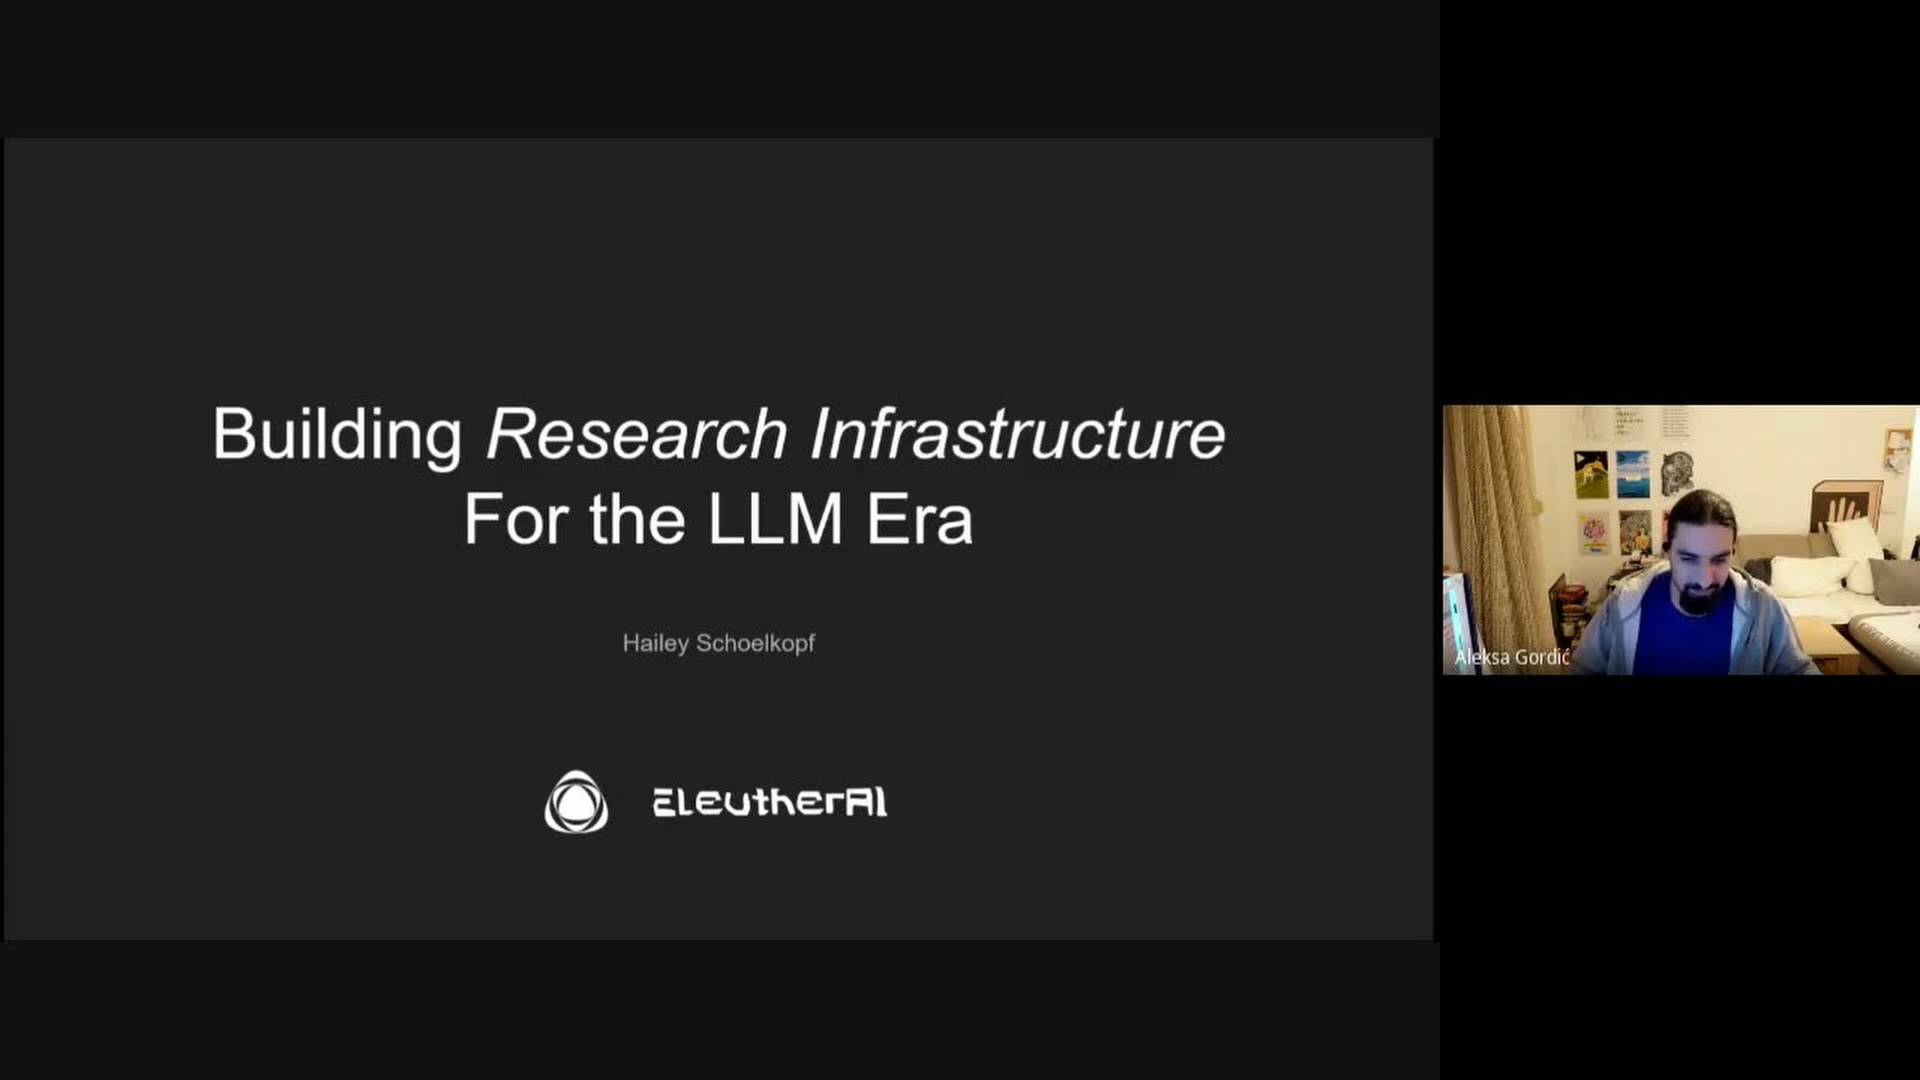 Building Research Infrastructure
For the LLM Era
Hailey Schoelkopf
EleutherAI
Aleksa Gordić